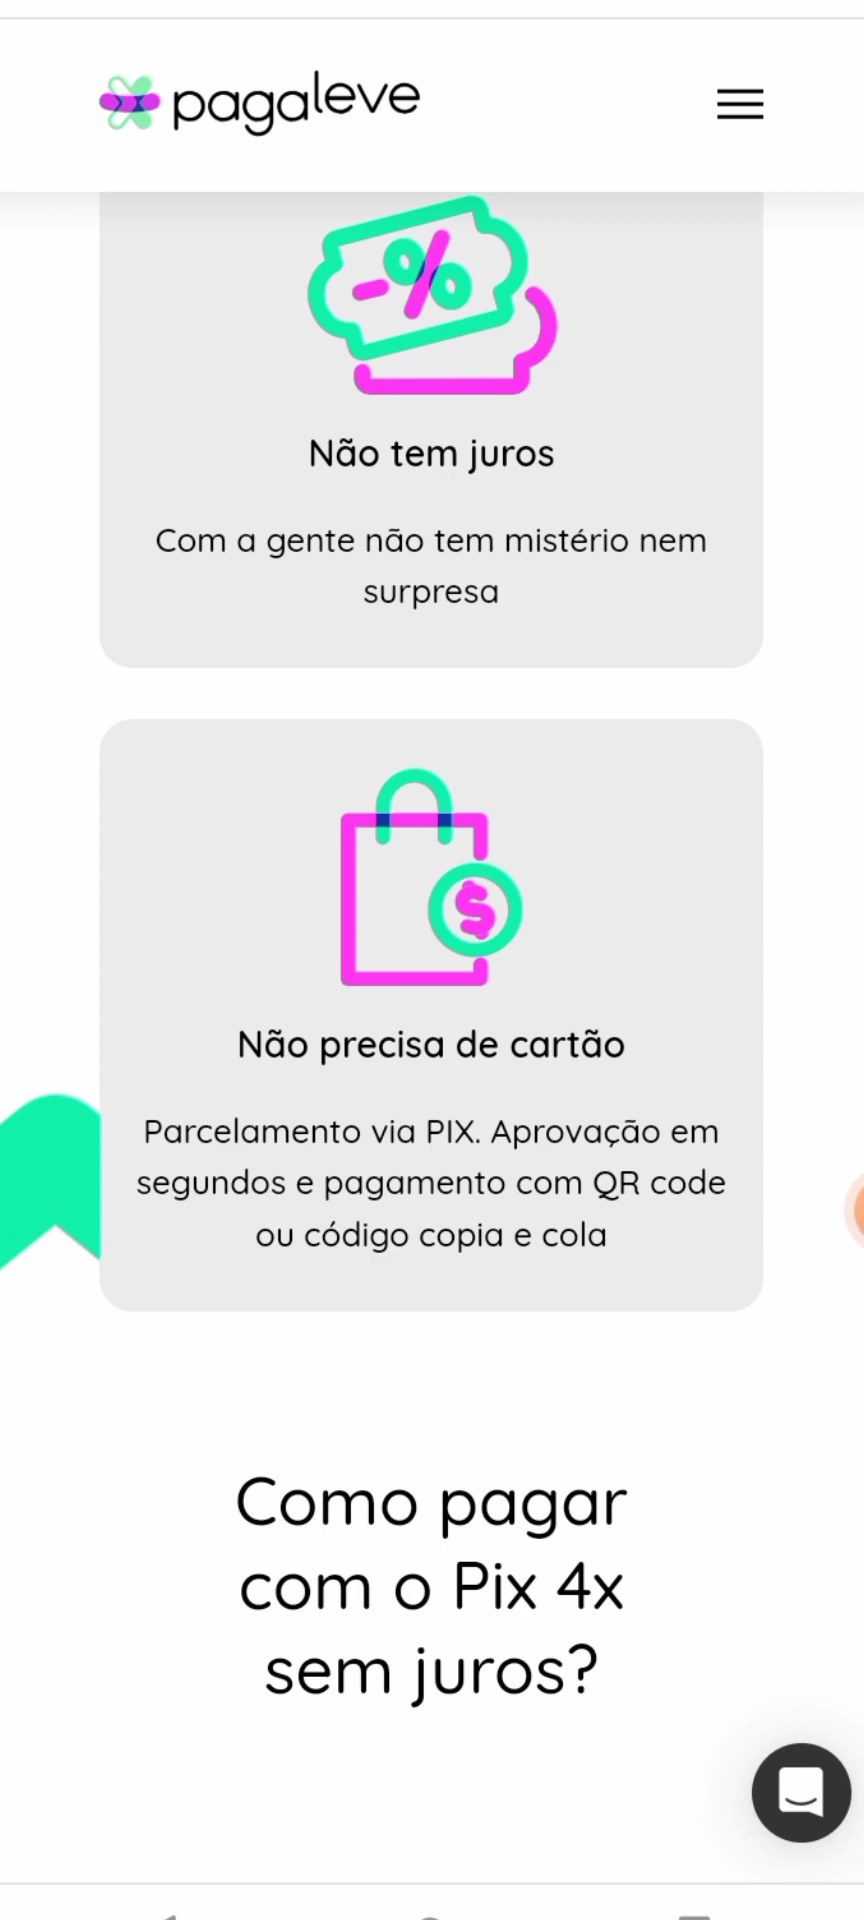 pagaleve
-%
Não tem juros
Com a gente não tem mistério nem
surpresa
$
Não precisa de cartão
Parcelamento via PIX. Aprovação em
segundos e pagamento com QR code
ou código copia e cola
Como pagar
com o Pix 4x
sem juros?